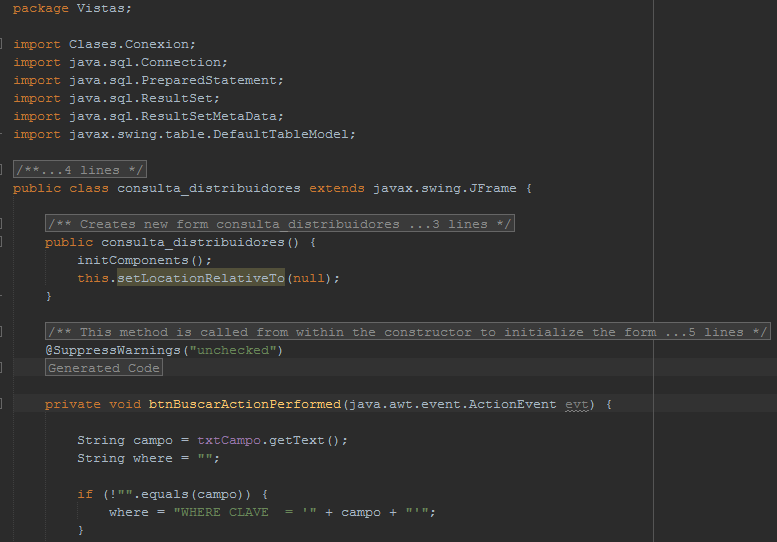 package Vistas;
import Clases.Conexion;
import java.sql.Connection;
import java.sql.PreparedStatement;
import java.sql.ResultSet;
import java.sql.ResultSetMetaData;
import javax.swing.table.DefaultTableModel;
/**...4 lines */
public class consulta_distribuidores extends javax.swing.JFrame {
/** Creates new form consulta_distribuidores ...3 lines */
public consulta_distribuidores() {
initComponents();
this.setLocationRelativeTo(null);
}
/** This method is called from within the constructor to initialize the form ...5 lines */
@SuppressWarnings("unchecked")
Generated Code
private void btnBuscarActionPerformed(java.awt.event.ActionEvent evt) {
String campo = txtCampo.getText();
String where = "";
if (!"".equals(campo)) {
where = "WHERE CLAVE  = '" + campo + "'";
}